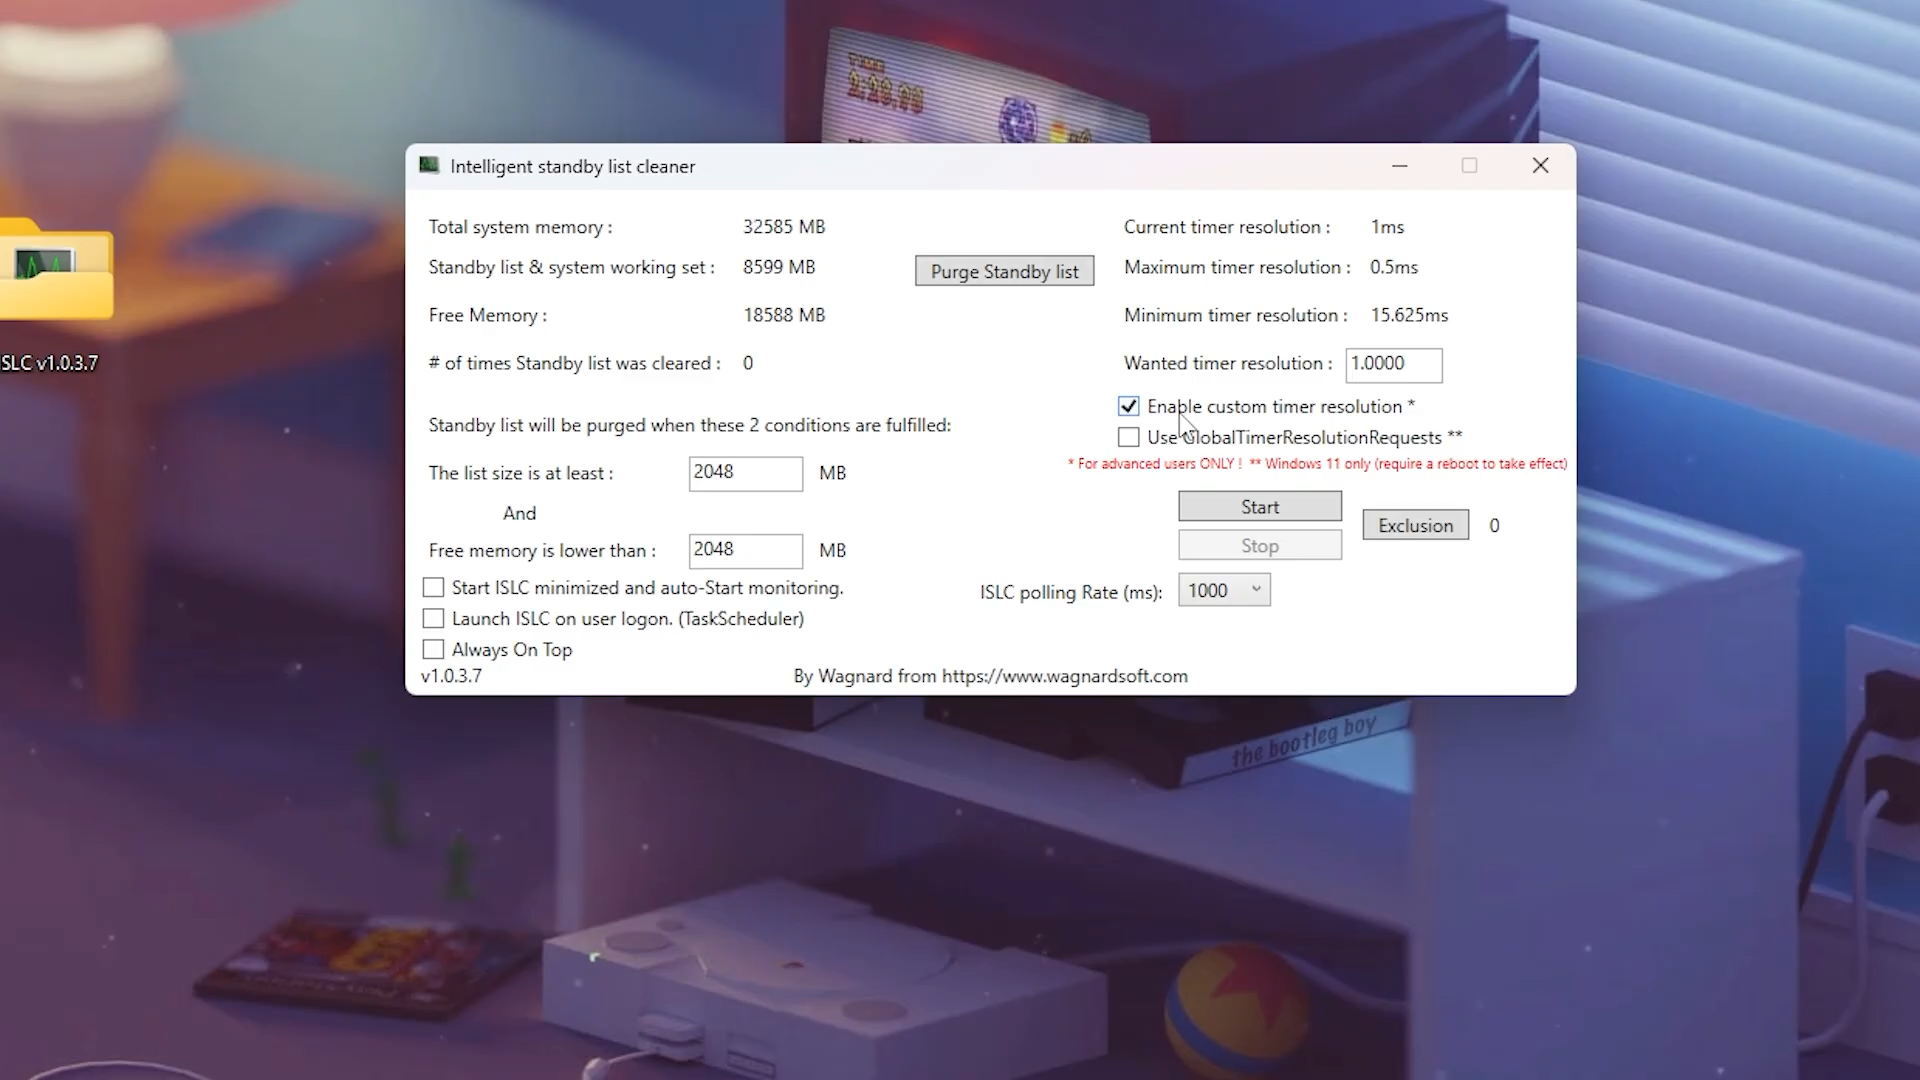 TIME
2:29.98
Intelligent standby list cleaner
Total system memory : 32585 MB
Standby list & system working set : 8599 MB
Purge Standby list
Free Memory : 18588 MB
# of times Standby list was cleared : 0
Current timer resolution : 1ms
Maximum timer resolution : 0.5ms
Minimum timer resolution : 15.625ms
Wanted timer resolution : 1.0000
Enable custom timer resolution *
Use GlobalTimerResolutionRequests **
* For advanced users ONLY ! ** Windows 11 only (require a reboot to take effect)
Standby list will be purged when these 2 conditions are fulfilled:
The list size is at least : 2048 MB
And
Free memory is lower than : 2048 MB
Start
Stop
Exclusion 0
ISLC polling Rate (ms): 1000
Start ISLC minimized and auto-Start monitoring.
Launch ISLC on user logon. (TaskScheduler)
Always On Top
v1.0.3.7
By Wagnard from https://www.wagnardsoft.com
SLC v1.0.3.7
the bootleg boy